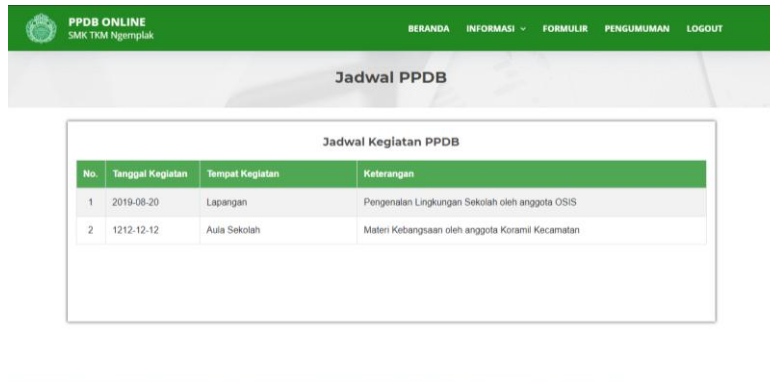 PPDB ONLINE
SMK TKM Ngemplak
BERANDA INFORMASI FORMULIR PENGUMUMAN LOGOUT
Jadwal PPDB
Jadwal Kegiatan PPDB
No. Tanggal Kegiatan Tempat Kegiatan Keterangan
1 2019-08-20 Lapangan Pengenalan Lingkungan Sekolah oleh anggota OSIS
2 1212-12-12 Aula Sekolah Materi Kebangsaan oleh anggota Koramil Kecamatan